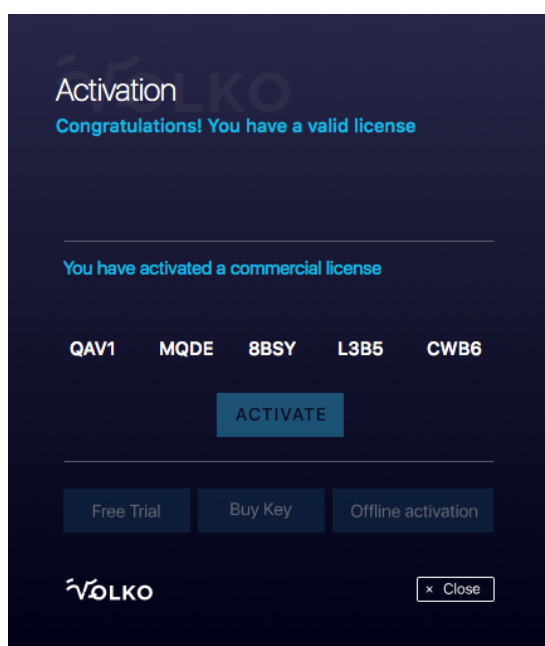 VOLKO
Activation
Congratulations! You have a valid license
You have activated a commercial license
QAV1 MQDE 8BSY L3B5 CWB6
ACTIVATE
Free Trial Buy Key Offline activation
VOLKO × Close